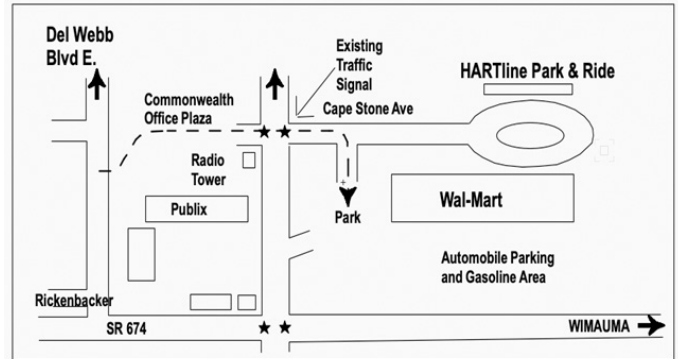 Del Webb
Blvd E.
Existing
Traffic
Signal
HARTline Park & Ride
Commonwealth
Office Plaza
Cape Stone Ave
Radio
Tower
Publix
Park
Wal-Mart
Automobile Parking
and Gasoline Area
Rickenbacker
SR 674
WIMAUMA